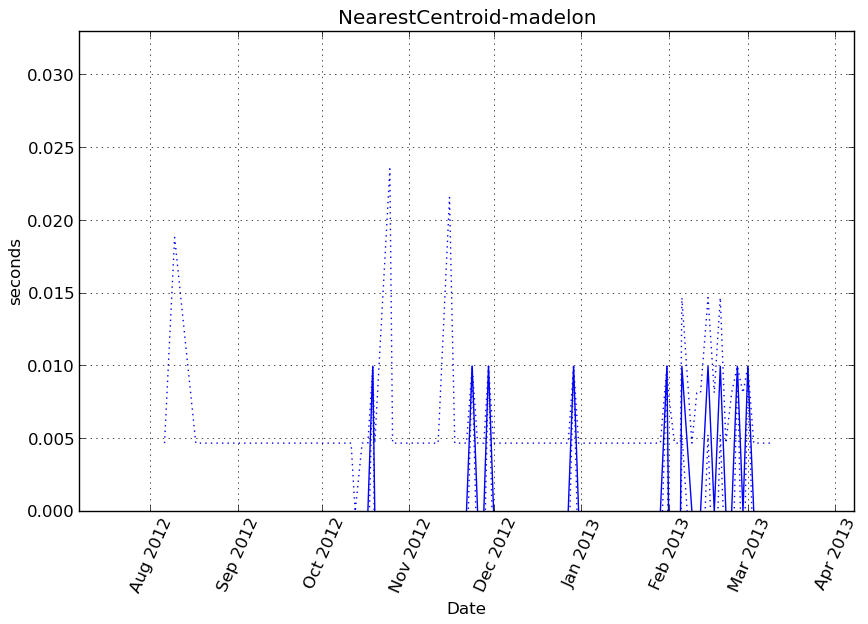 NearestCentroid-madelon
0.030
0.025
0.020
0.015
0.010
0.005
0.000
seconds
Aug 2012
Sep 2012
Oct 2012
Nov 2012
Dec 2012
Jan 2013
Feb 2013
Mar 2013
Apr 2013
Date